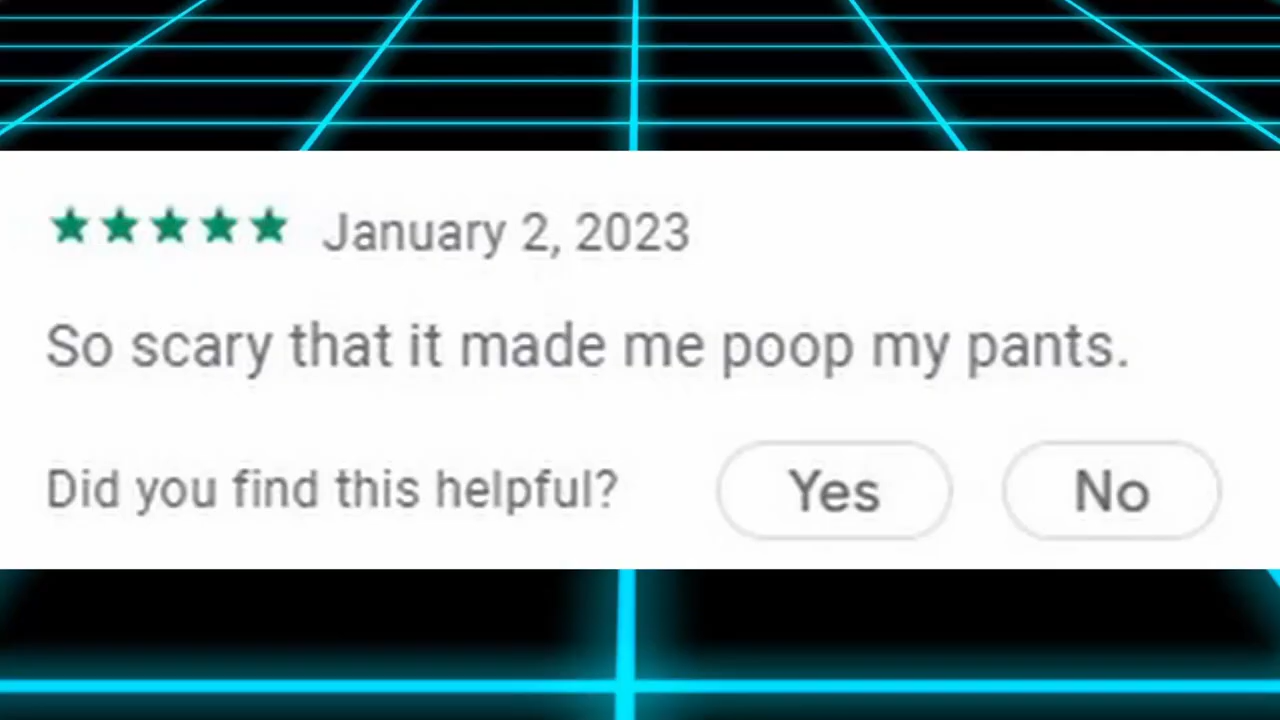 January 2, 2023
So scary that it made me poop my pants.
Did you find this helpful? Yes No